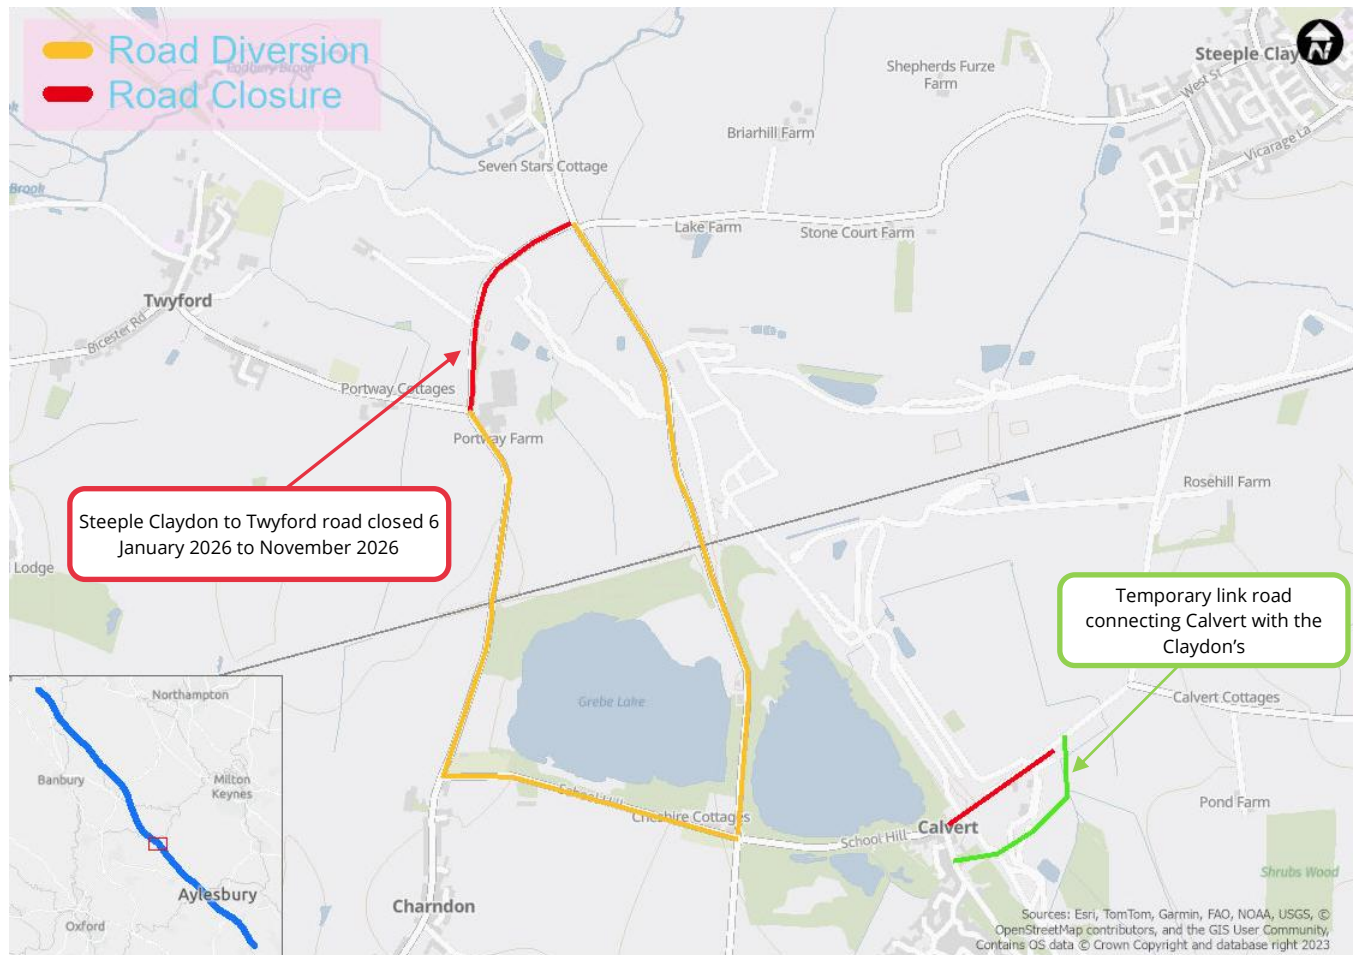 Road Diversion
Road Closure
Padbury Brook
Brook
Seven Stars Cottage
Shepherds Furze
Farm
Briarhill Farm
Steeple Clay
West St
Vicarage La
N
Lake Farm
Stone Court Farm
Twyford
Bicester Rd
Portway Cottages
Portway Farm
Rosehill Farm
Steeple Claydon to Twyford road closed 6
January 2026 to November 2026
Lodge
Temporary link road
connecting Calvert with the
Claydon's
Grebe Lake
Calvert Cottages
School Hill
Cheshire Cottages
School Hill
Calvert
Pond Farm
Charndon
Shrubs Wood
Northampton
Banbury
Milton
Keynes
Aylesbury
Oxford
Sources: Esri, TomTom, Garmin, FAO, NOAA, USGS, ©
OpenStreetMap contributors, and the GIS User Community,
Contains OS data © Crown Copyright and database right 2023